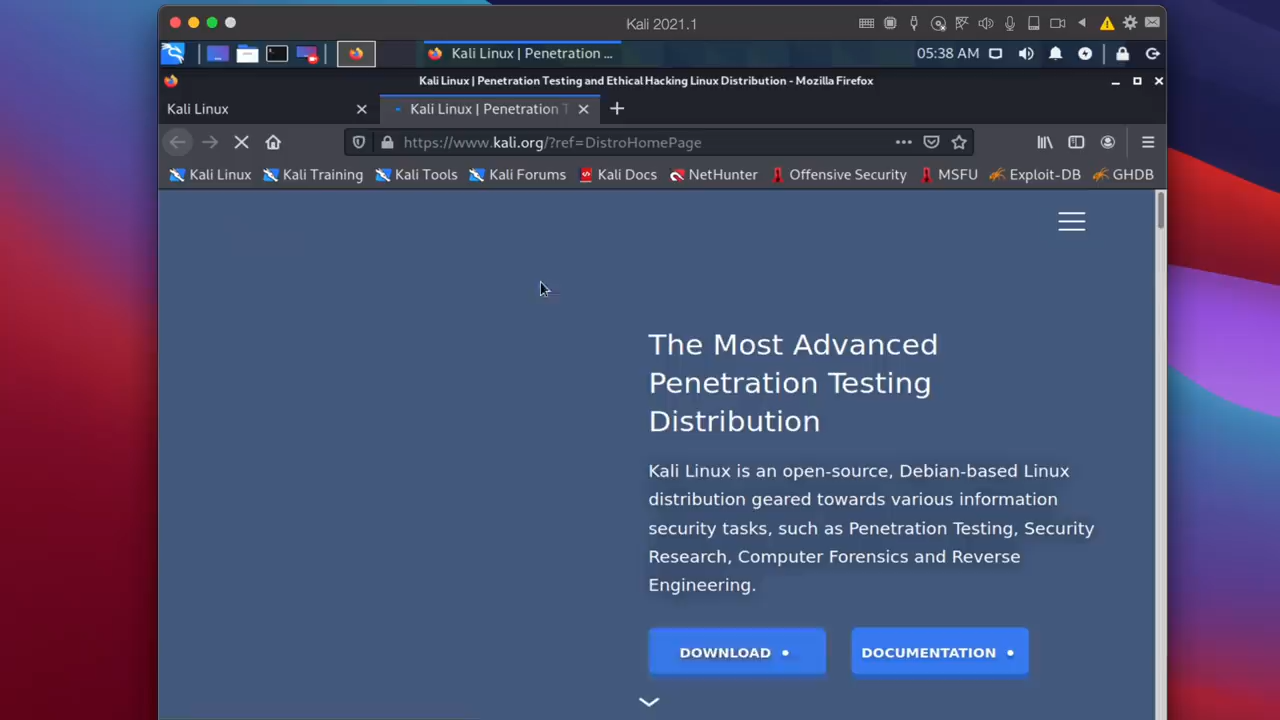 Kali 2021.1
Kali Linux | Penetration ...
05:38 AM
Kali Linux | Penetration Testing and Ethical Hacking Linux Distribution - Mozilla Firefox
Kali Linux
Kali Linux | Penetration T
https://www.kali.org/?ref=DistroHomePage
Kali Linux Kali Training Kali Tools Kali Forums Kali Docs NetHunter Offensive Security MSFU Exploit-DB GHDB
The Most Advanced
Penetration Testing
Distribution
Kali Linux is an open-source, Debian-based Linux
distribution geared towards various information
security tasks, such as Penetration Testing, Security
Research, Computer Forensics and Reverse
Engineering.
DOWNLOAD • DOCUMENTATION •